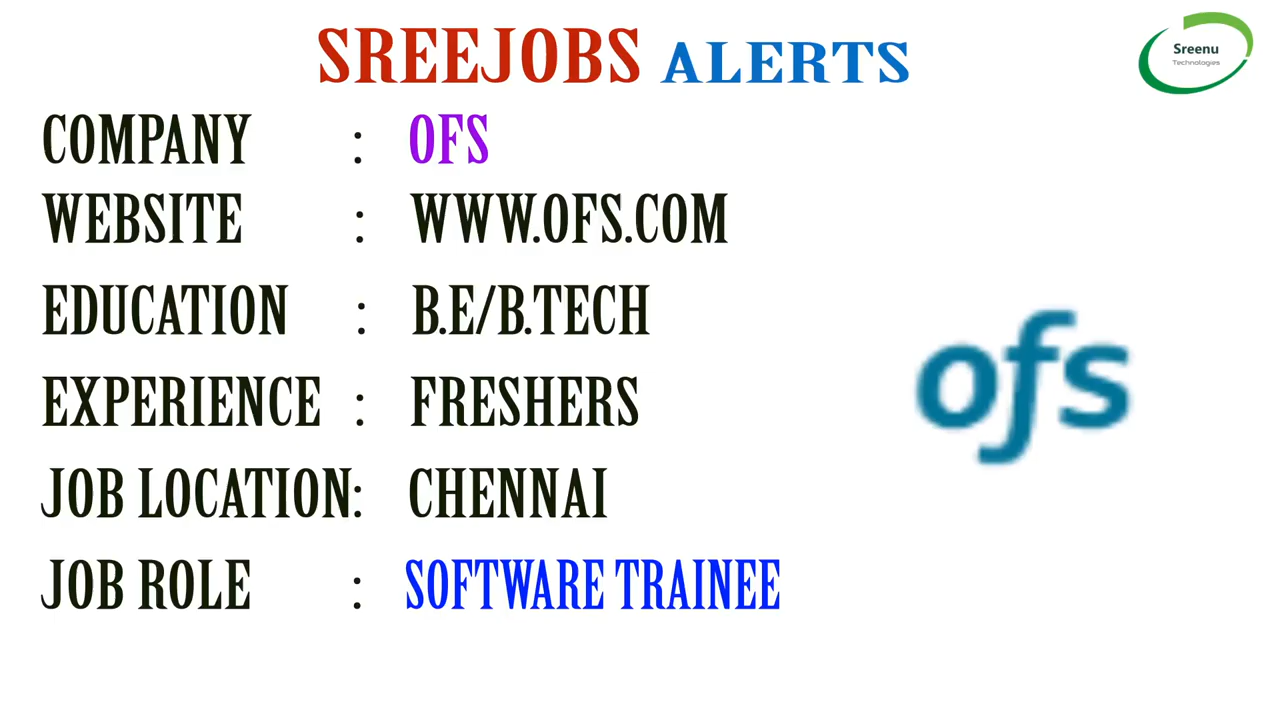 SREEJOBS ALERTS
Sreenu
Technologies
COMPANY : OFS
WEBSITE : WWW.OFS.COM
EDUCATION : B.E/B.TECH
EXPERIENCE : FRESHERS
JOB LOCATION: CHENNAI
JOB ROLE : SOFTWARE TRAINEE
ofs